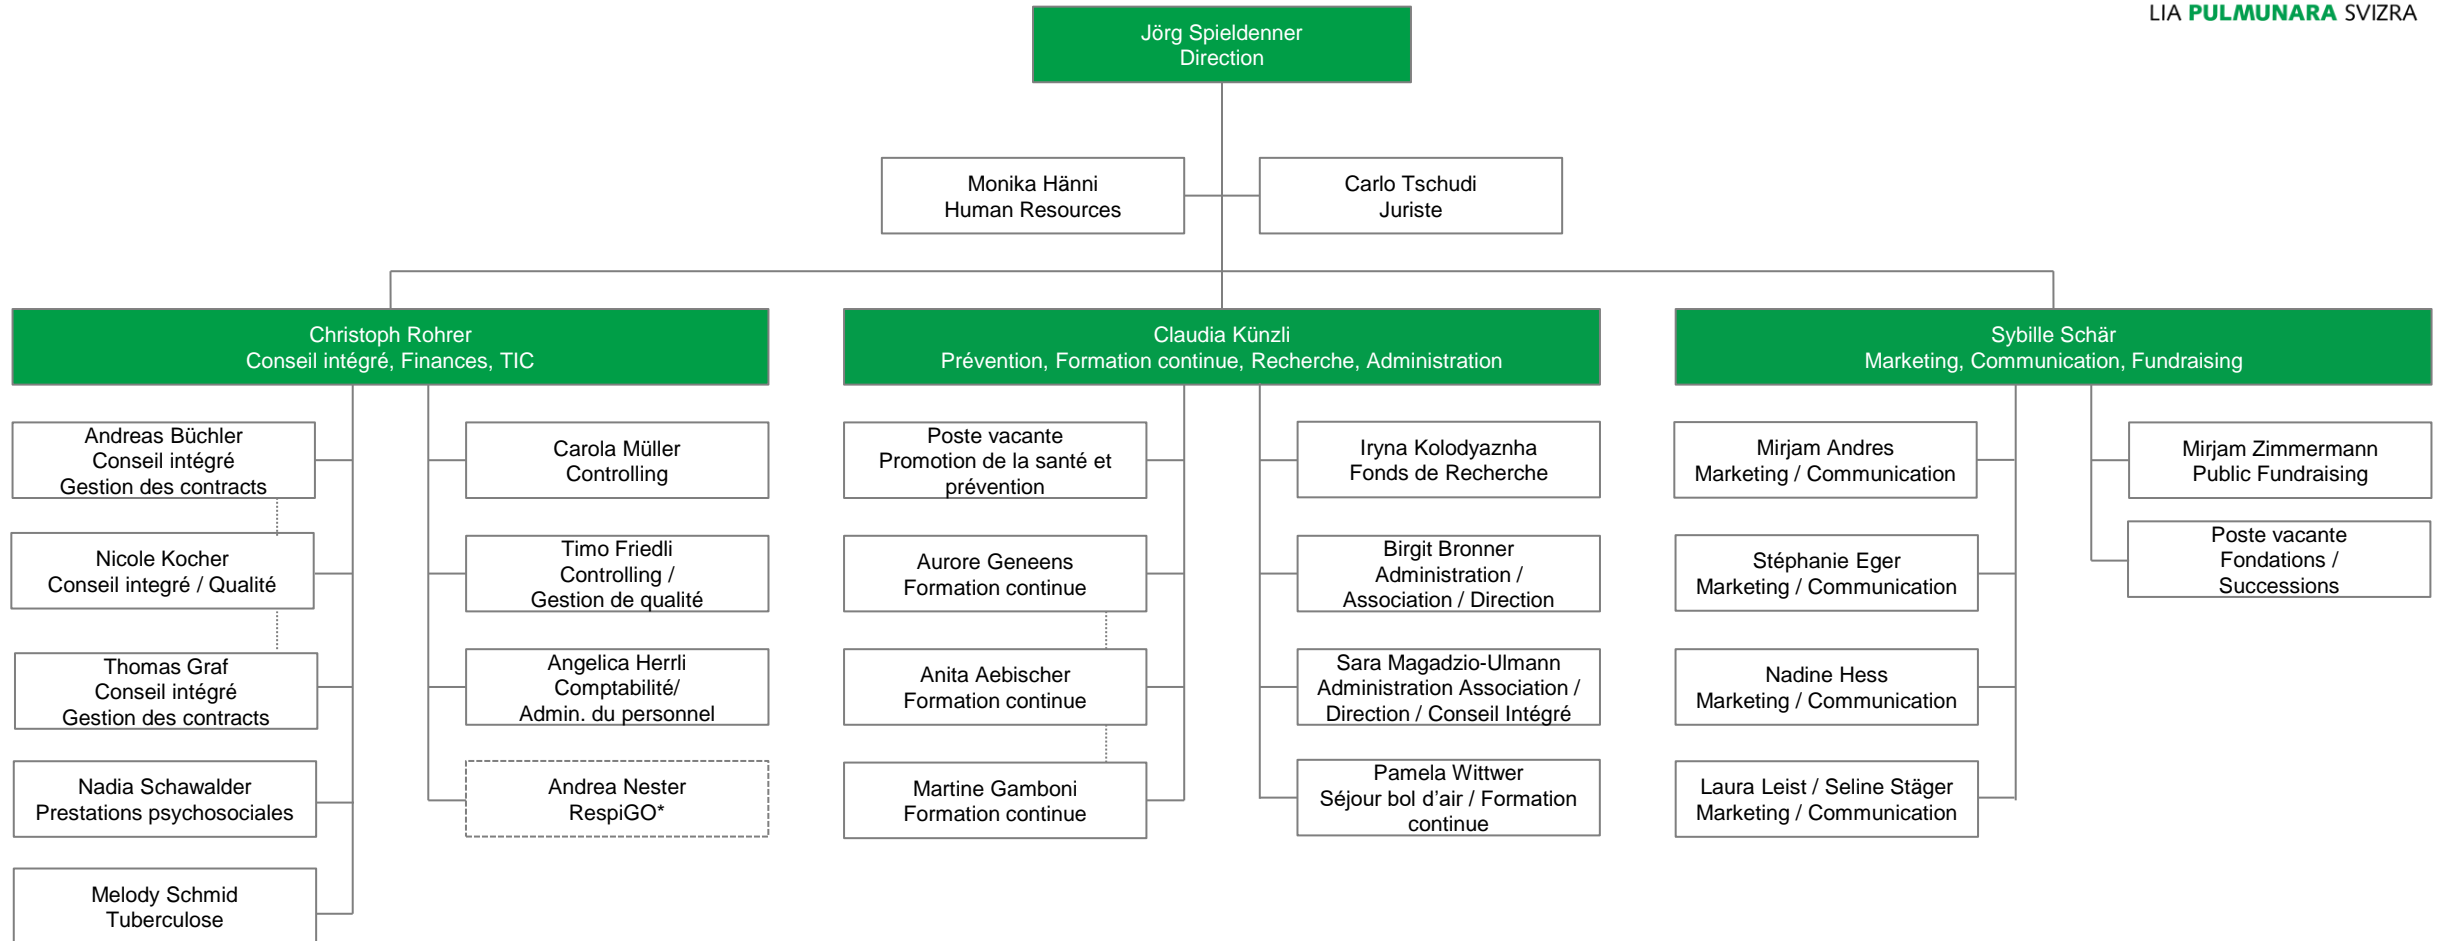 LIA PULMUNARA SVIZRA
Jörg Spieldenner
Direction
Monika Hänni
Human Resources
Carlo Tschudi
Juriste
Christoph Rohrer
Conseil intégré, Finances, TIC
Claudia Künzli
Prévention, Formation continue, Recherche, Administration
Sybille Schär
Marketing, Communication, Fundraising
Andreas Büchler
Conseil intégré
Gestion des contracts
Nicole Kocher
Conseil integré / Qualité
Thomas Graf
Conseil intégré
Gestion des contracts
Nadia Schawalder
Prestations psychosociales
Melody Schmid
Tuberculose
Carola Müller
Controlling
Timo Friedli
Controlling /
Gestion de qualité
Angelica Herrli
Comptabilité/
Admin. du personnel
Andrea Nester
RespiGO*
Poste vacante
Promotion de la santé et
prévention
Aurore Geneens
Formation continue
Anita Aebischer
Formation continue
Martine Gamboni
Formation continue
Iryna Kolodyaznha
Fonds de Recherche
Birgit Bronner
Administration /
Association / Direction
Sara Magadzio-Ulmann
Administration Association /
Direction / Conseil Intégré
Pamela Wittwer
Séjour bol d'air / Formation
continue
Mirjam Andres
Marketing / Communication
Stéphanie Eger
Marketing / Communication
Nadine Hess
Marketing / Communication
Laura Leist / Seline Stäger
Marketing / Communication
Mirjam Zimmermann
Public Fundraising
Poste vacante
Fondations /
Successions